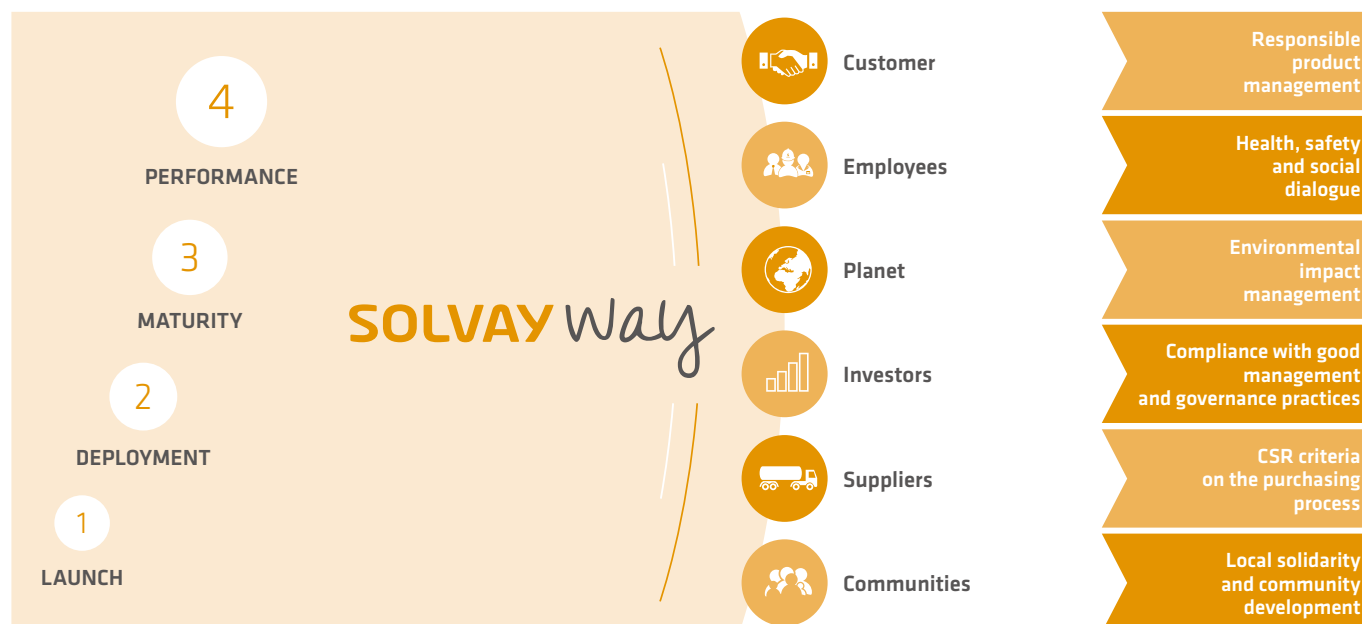 4
PERFORMANCE
3
MATURITY
2
DEPLOYMENT
1
LAUNCH
SOLVAY way
Customer
Employees
Planet
Investors
Suppliers
Communities
Responsible
product
management
Health, safety
and social
dialogue
Environmental
impact
management
Compliance with good
management
and governance practices
CSR criteria
on the purchasing
process
Local solidarity
and community
development